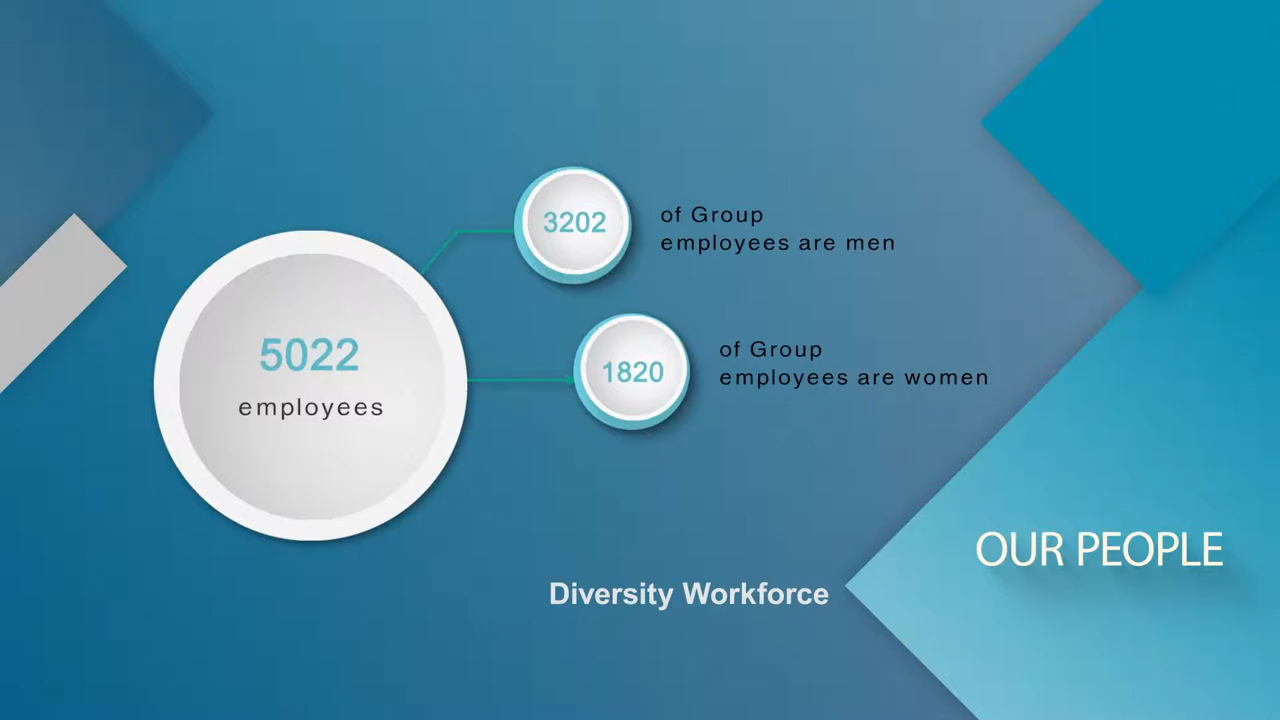 3202
of Group
employees are men
5022
employees
1820
of Group
employees are women
OUR PEOPLE
Diversity Workforce